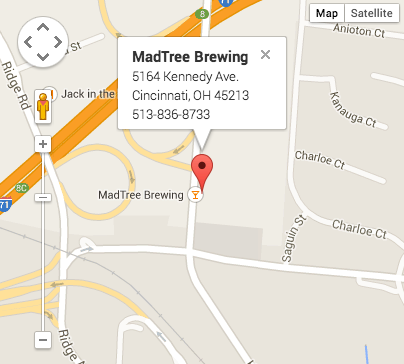 Map Satellite
Anioton Ct
MadTree Brewing
5164 Kennedy Ave.
Cincinnati, OH 45213
513-836-8733
8
Ridge Rd
Jack in the
Kanauga Ct
Charloe Ct
8C
71
MadTree Brewing
71
Saguin St
Charloe Ct
Ridge A